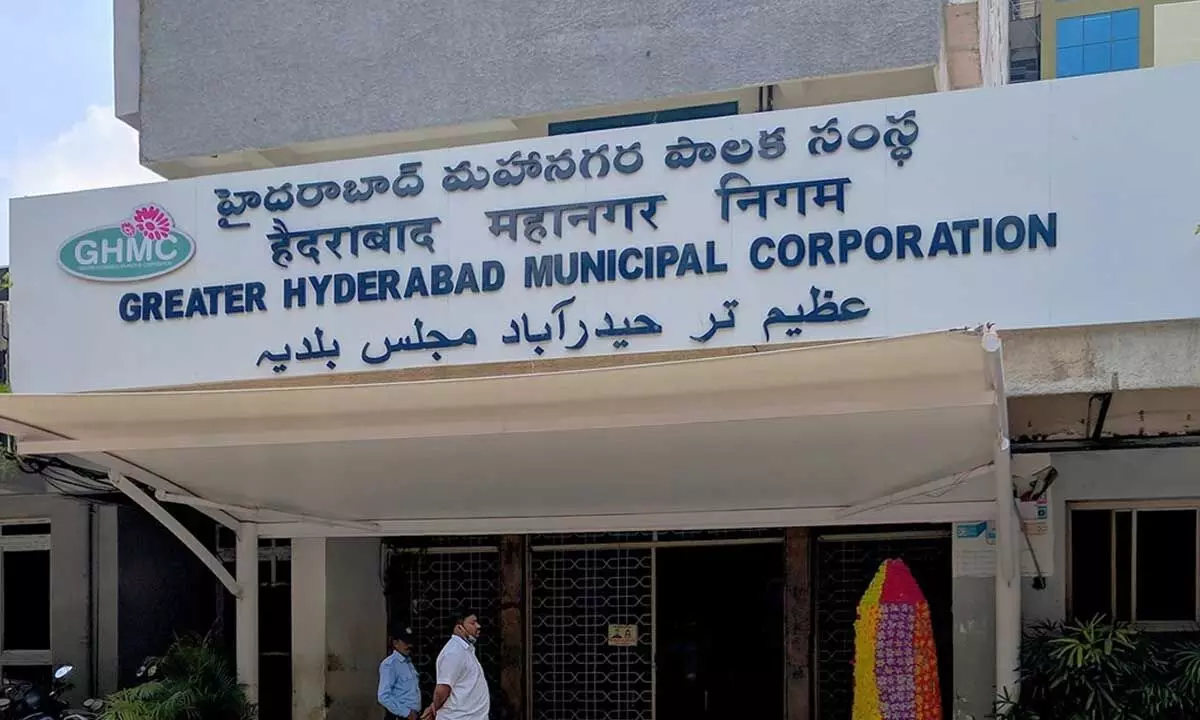 హైదరాబాద్ మహానగర పాలక సంస్థ
हैदराबाद महानगर निगम
GHMC
GREATER HYDERABAD MUNICIPAL CORPORATION
عظیم تر حیدرآباد مجلس بلدیہ